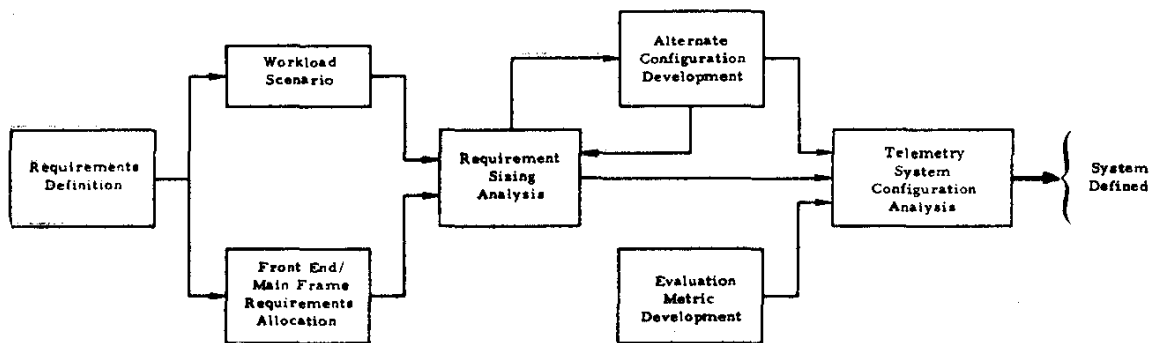 Requirements
Definition
Workload
Scenario
Front End/
Main Frame
Requirements
Allocation
Requirement
Sizing
Analysis
Alternate
Configuration
Development
Evaluation
Metric
Development
Telemetry
System
Configuration
Analysis
System
Defined